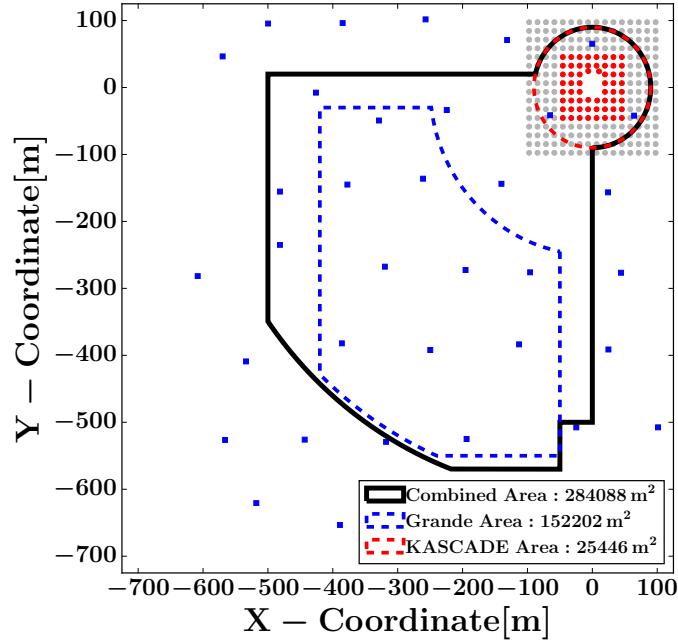 100
0
−100
−200
−300
−400
−500
−600
−700
Y − Coordinate[m]
Combined Area : 284088 m²
Grande Area : 152202 m²
KASCADE Area : 25446 m²
−700 −600 −500 −400 −300 −200 −100 0 100
X − Coordinate[m]